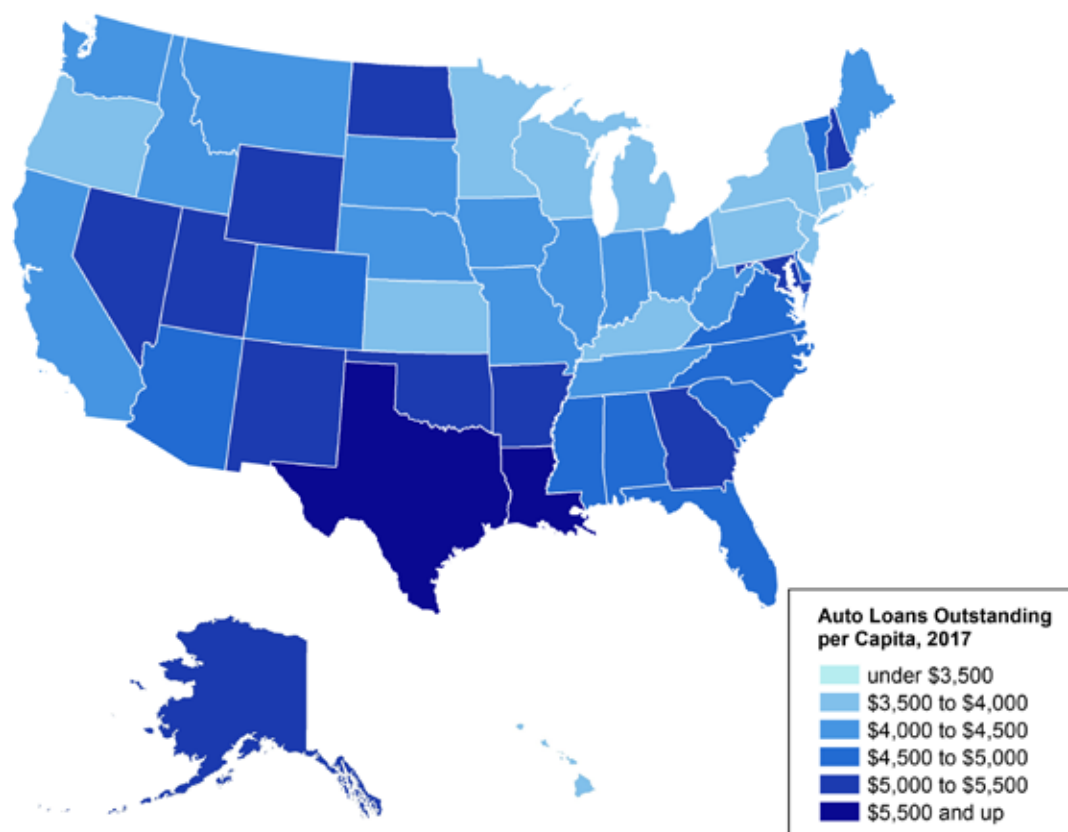 Auto Loans Outstanding
per Capita, 2017
under $3,500
$3,500 to $4,000
$4,000 to $4,500
$4,500 to $5,000
$5,000 to $5,500
$5,500 and up